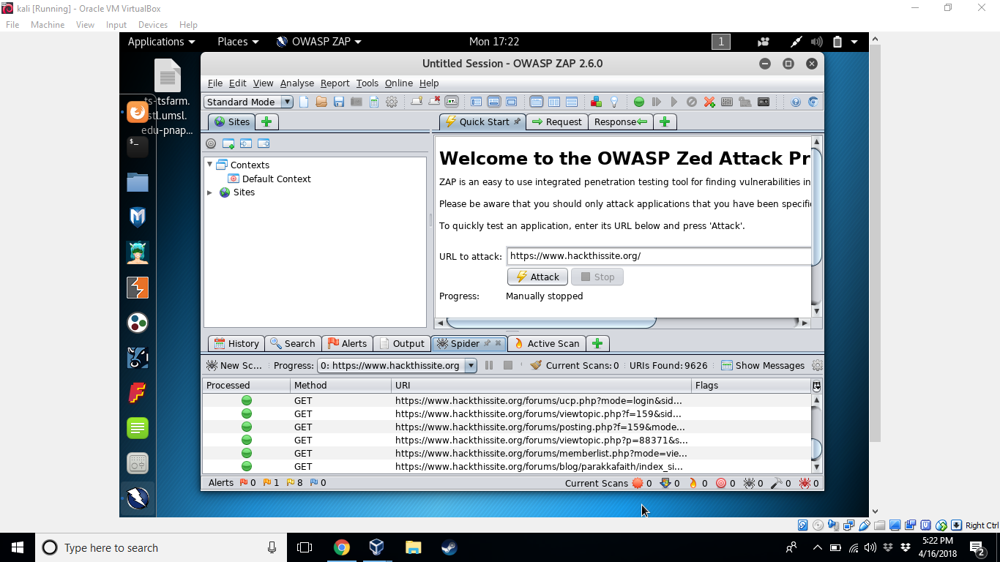 kali [Running] - Oracle VM VirtualBox
File Machine View Input Devices Help
Applications Places OWASP ZAP Mon 17:22 1
ts-tsfarm.
stl.umsl.
edu-pnap...
Untitled Session - OWASP ZAP 2.6.0
File Edit View Analyse Report Tools Online Help
Standard Mode
Sites
Quick Start Request Response
Contexts
Default Context
Sites
Welcome to the OWASP Zed Attack Pr
ZAP is an easy to use integrated penetration testing tool for finding vulnerabilities in
Please be aware that you should only attack applications that you have been specific
To quickly test an application, enter its URL below and press 'Attack'.
URL to attack: https://www.hackthissite.org/
Attack Stop
Progress: Manually stopped
History Search Alerts Output Spider Active Scan
New Sc... Progress: 0: https://www.hackthissite.org Current Scans:0 URIs Found:9626 Show Messages
Processed Method URI Flags
GET https://www.hackthissite.org/forums/ucp.php?mode=login&sid...
GET https://www.hackthissite.org/forums/viewtopic.php?f=159&sid...
GET https://www.hackthissite.org/forums/posting.php?f=159&mode...
GET https://www.hackthissite.org/forums/viewtopic.php?p=88371&s...
GET https://www.hackthissite.org/forums/memberlist.php?mode=vie...
GET https://www.hackthissite.org/forums/blog/parakkafaith/index_si...
Alerts 0 1 8 0 Current Scans 0 0 0 0 0 0 0
Right Ctrl
Type here to search
5:22 PM
4/16/2018
2